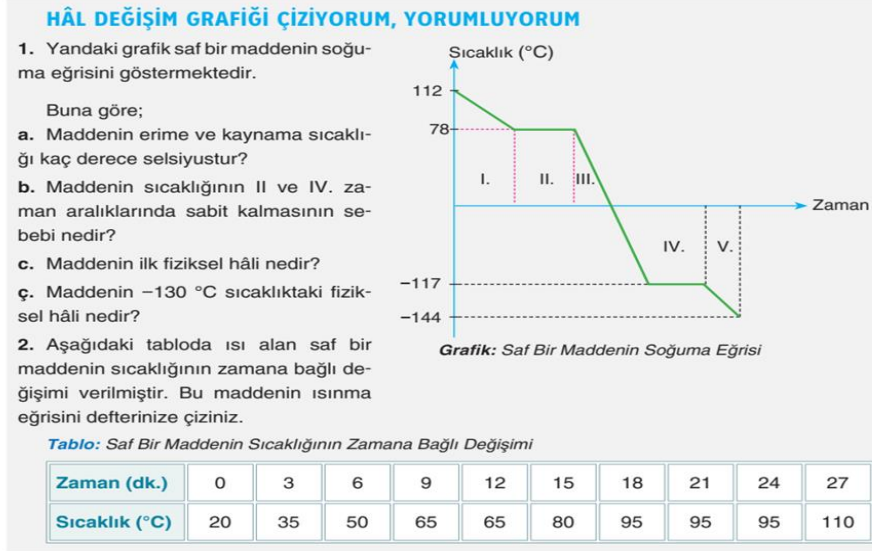 HÂL DEĞİŞİM GRAFİĞİ ÇİZİYORUM, YORUMLUYORUM
1. Yandaki grafik saf bir maddenin soğu-
ma eğrisini göstermektedir.
Buna göre;
a. Maddenin erime ve kaynama sıcaklı-
ğı kaç derece selsiyustur?
b. Maddenin sıcaklığının II ve IV. za-
man aralıklarında sabit kalmasının se-
bebi nedir?
c. Maddenin ilk fiziksel hâli nedir?
ç. Maddenin −130 °C sıcaklıktaki fizik-
sel hâli nedir?
2. Aşağıdaki tabloda ısı alan saf bir
maddenin sıcaklığının zamana bağlı de-
ğişimi verilmiştir. Bu maddenin ısınma
eğrisini defterinize çiziniz.
Sıcaklık (°C)
112
78
I. II. III.
Zaman
IV. V.
−117
−144
Grafik: Saf Bir Maddenin Soğuma Eğrisi
Tablo: Saf Bir Maddenin Sıcaklığının Zamana Bağlı Değişimi
Zaman (dk.) 0 3 6 9 12 15 18 21 24 27
Sıcaklık (°C) 20 35 50 65 65 80 95 95 95 110